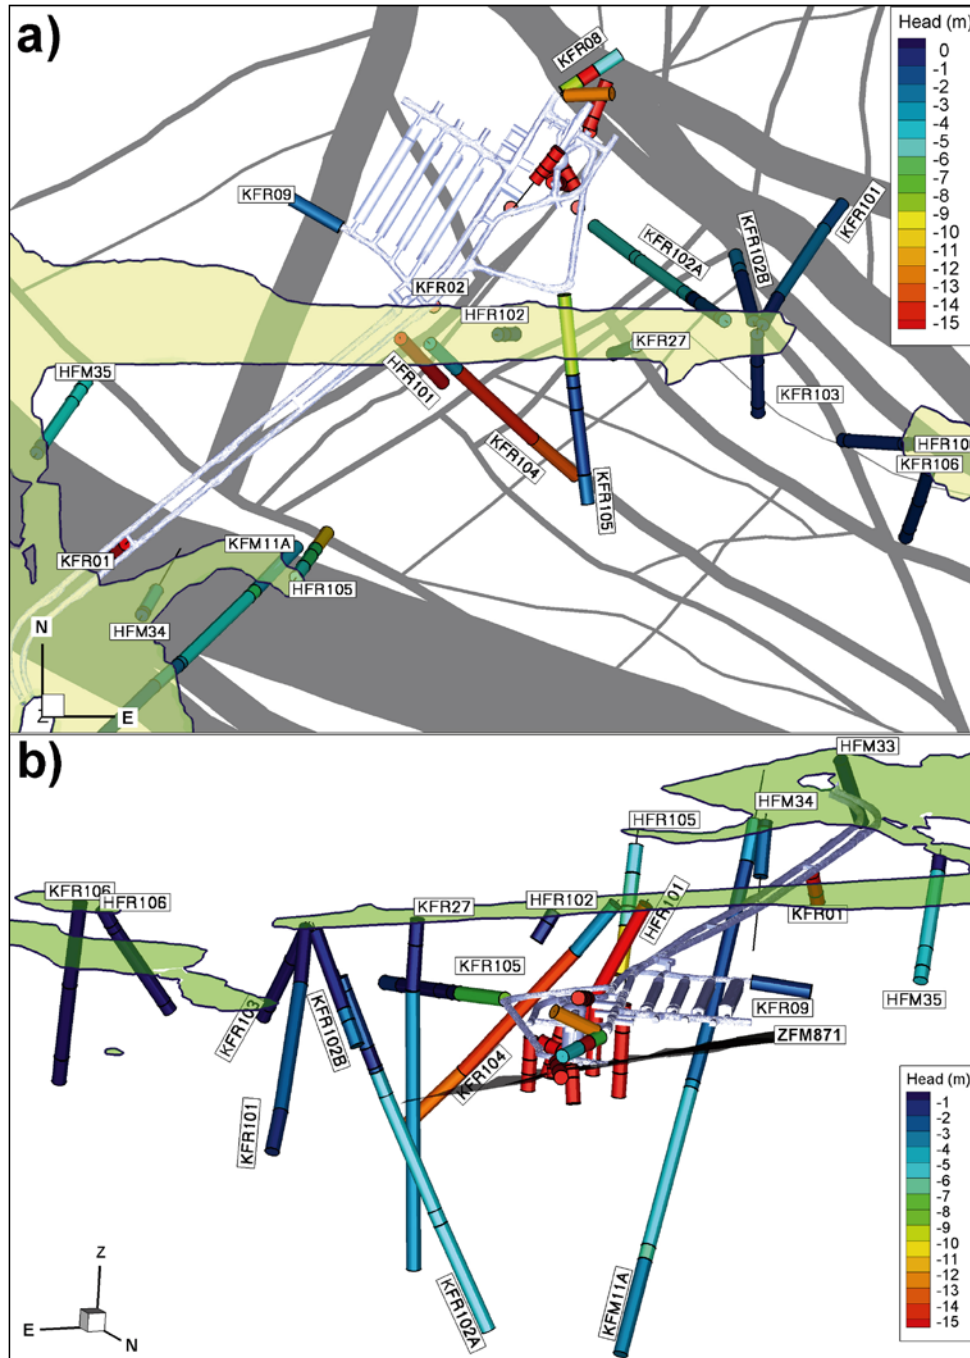 a)
Head (m)
0
-1
-2
-3
-4
-5
-6
-7
-8
-9
-10
-11
-12
-13
-14
-15
KFR08
KFR09
KFR101
KFR102A
KFR102B
KFR02
HFR102
KFR27
HFM35
HFR101
KFR103
KFR104
HFR10
KFR106
KFR105
KFR01
KFM11A
HFR105
HFM34
N
Z
E
b)
HFM33
HFM34
HFR105
KFR106
HFR106
KFR27
HFR102
HFR101
KFR01
KFR105
KFR09
HFM35
KFR103
KFR102B
ZFM871
KFR104
KFR101
Head (m)
-1
-2
-3
-4
-5
-6
-7
-8
-9
-10
-11
-12
-13
-14
-15
KFR102A
KFM11A
Z
E
N